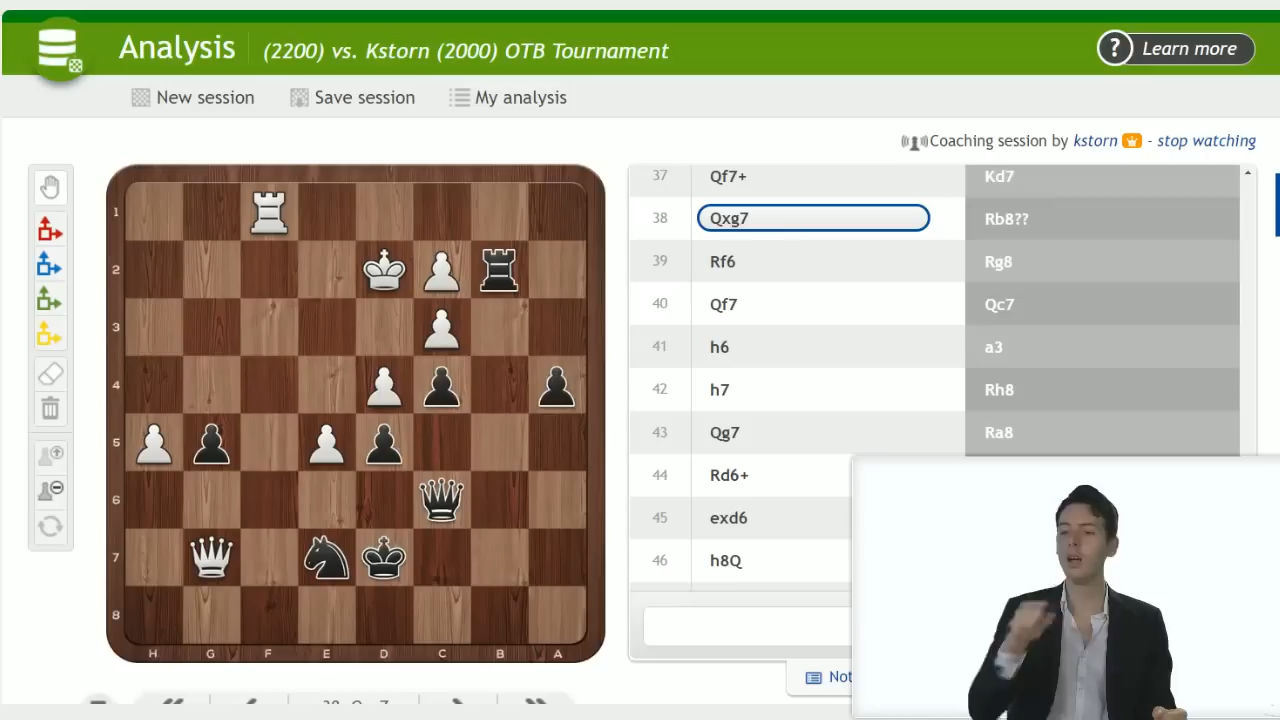 Analysis (2200) vs. Kstorn (2000) OTB Tournament
? Learn more
New session Save session My analysis
Coaching session by kstorn - stop watching
37 Qf7+ Kd7
38 Qxg7 Rb8??
39 Rf6 Rg8
40 Qf7 Qc7
41 h6 a3
42 h7 Rh8
43 Qg7 Ra8
44 Rd6+
45 exd6
46 h8Q
1
2
3
4
5
6
7
8
H G F E D C B A
Not